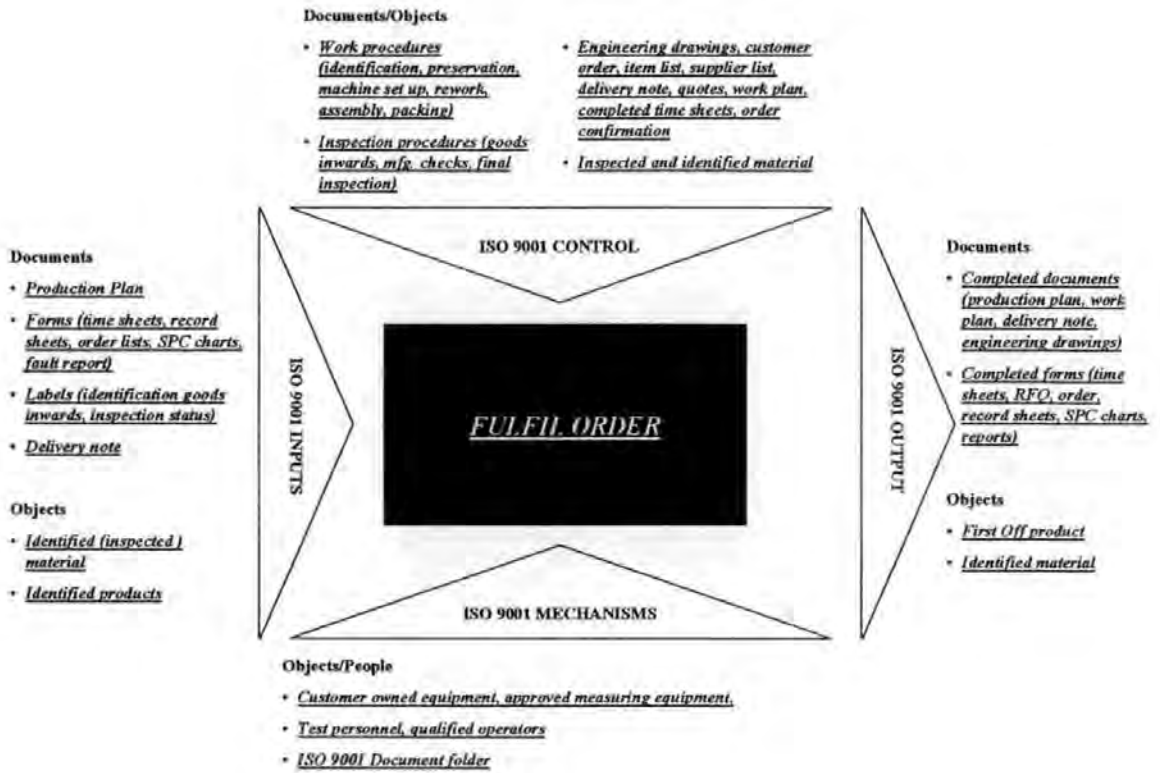 Documents/Objects
• Work procedures
(identification, preservation,
machine set up, rework,
assembly, packing)
• Inspection procedures (goods
inwards, mfg. checks, final
inspection)
• Engineering drawings, customer
order, item list, supplier list,
delivery note, quotes, work plan,
completed time sheets, order
confirmation
• Inspected and identified material
ISO 9001 CONTROL
Documents
• Production Plan
• Forms (time sheets, record
sheets, order lists, SPC charts,
fault report)
• Labels (identification goods
inwards, inspection status)
• Delivery note
Objects
• Identified (inspected )
material
• Identified products
ISO 9001 INPUTS
FULFIL ORDER
ISO 9001 OUTPUT
Documents
• Completed documents
(production plan, work
plan, delivery note,
engineering drawings)
• Completed forms (time
sheets, RFO, order,
record sheets, SPC charts,
reports)
Objects
• First Off product
• Identified material
ISO 9001 MECHANISMS
Objects/People
• Customer owned equipment, approved measuring equipment,
• Test personnel, qualified operators
• ISO 9001 Document folder